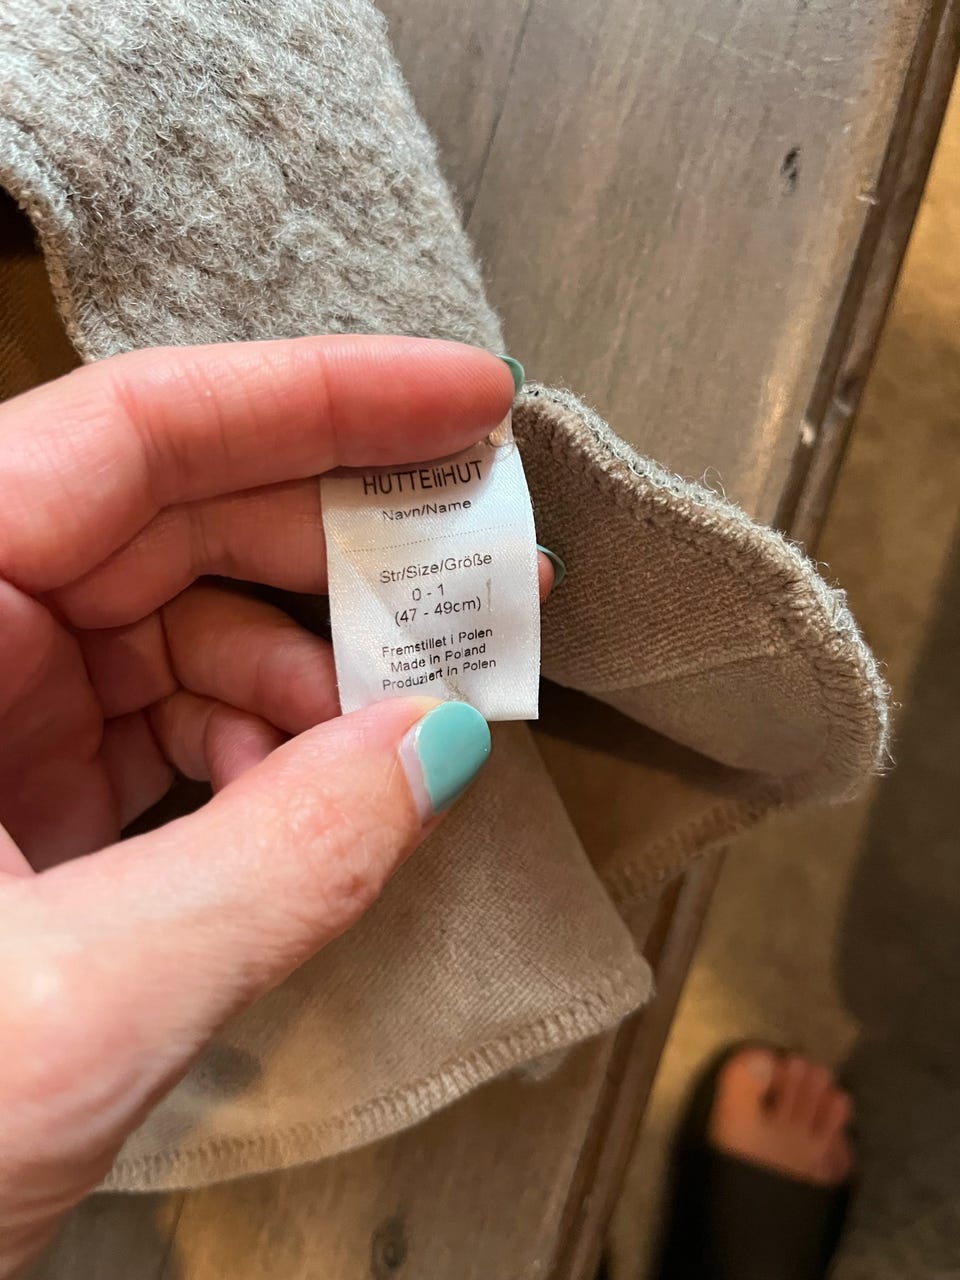 HUTTEliHUT
Navn/Name
Str/Size/Größe
0 - 1
(47 - 49cm)
Fremstillet i Polen
Made in Poland
Produziert in Polen